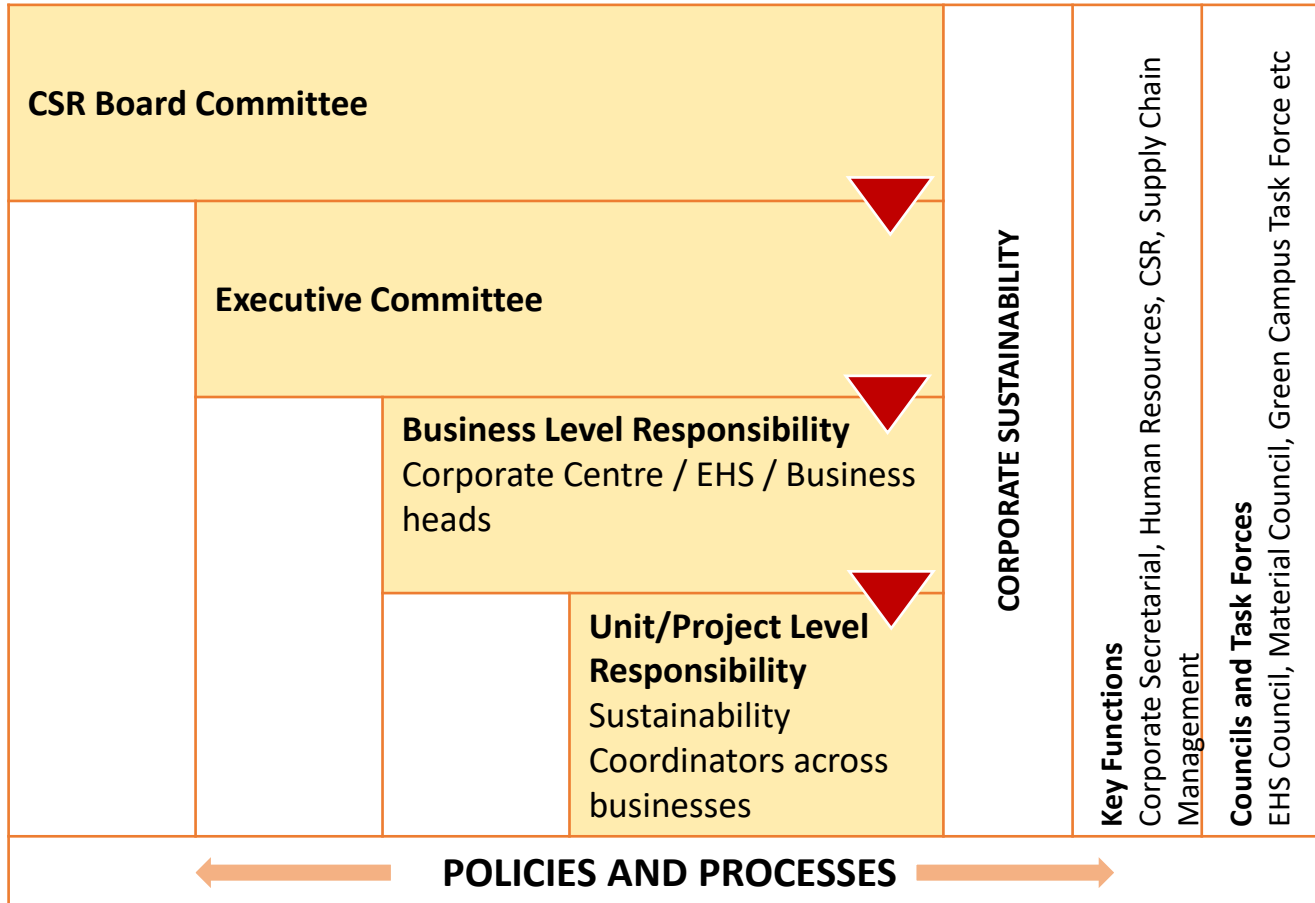 CSR Board Committee
Executive Committee
Business Level Responsibility
Corporate Centre / EHS / Business
heads
Unit/Project Level
Responsibility
Sustainability
Coordinators across
businesses
CORPORATE SUSTAINABILITY
Key Functions
Corporate Secretarial, Human Resources, CSR, Supply Chain
Management
Councils and Task Forces
EHS Council, Material Council, Green Campus Task Force etc
POLICIES AND PROCESSES